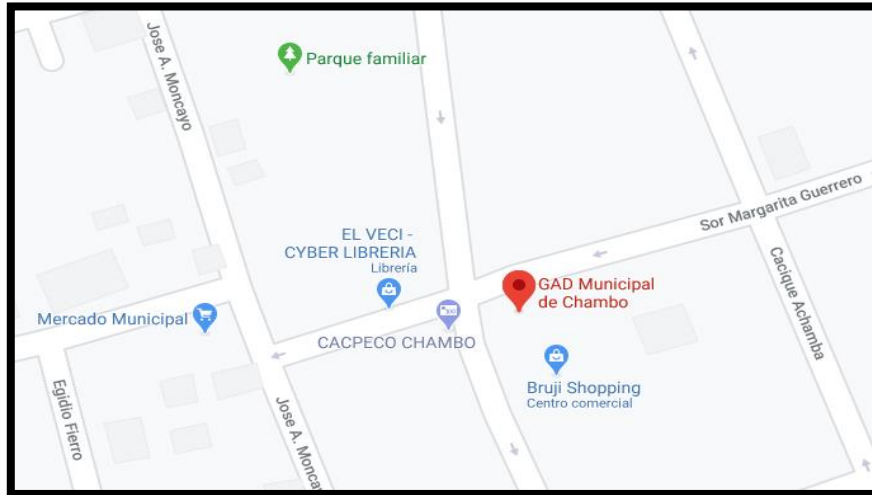 Jose A. Moncayo
Parque familiar
Sor Margarita Guerrero
EL VECI -
CYBER LIBRERIA
Librería
GAD Municipal
de Chambo
Cacique Achamba
Mercado Municipal
CACPECO CHAMBO
Bruji Shopping
Centro comercial
Egidio Fierro
Jose A. Moncay